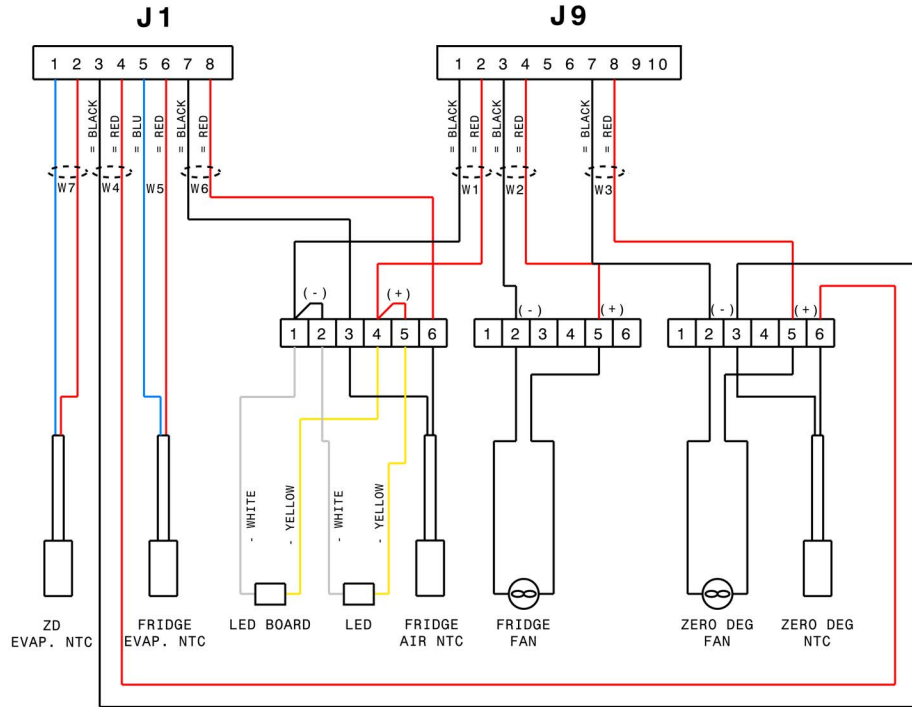 J1 J9
1 2 3 4 5 6 7 8
1 2 3 4 5 6 7 8 9 10
= BLACK
= RED
= BLU
= RED
= BLACK
= RED
= BLACK
= RED
= BLACK
= RED
= BLACK
= RED
W7 W4 W5 W6 W1 W2 W3
(-) (+) (-) (+) (-) (+)
1 2 3 4 5 6
1 2 3 4 5 6
1 2 3 4 5 6
- WHITE
- YELLOW
- WHITE
- YELLOW
ZD
EVAP. NTC
FRIDGE
EVAP. NTC
LED BOARD
LED
FRIDGE
AIR NTC
FRIDGE
FAN
ZERO DEG
FAN
ZERO DEG
NTC